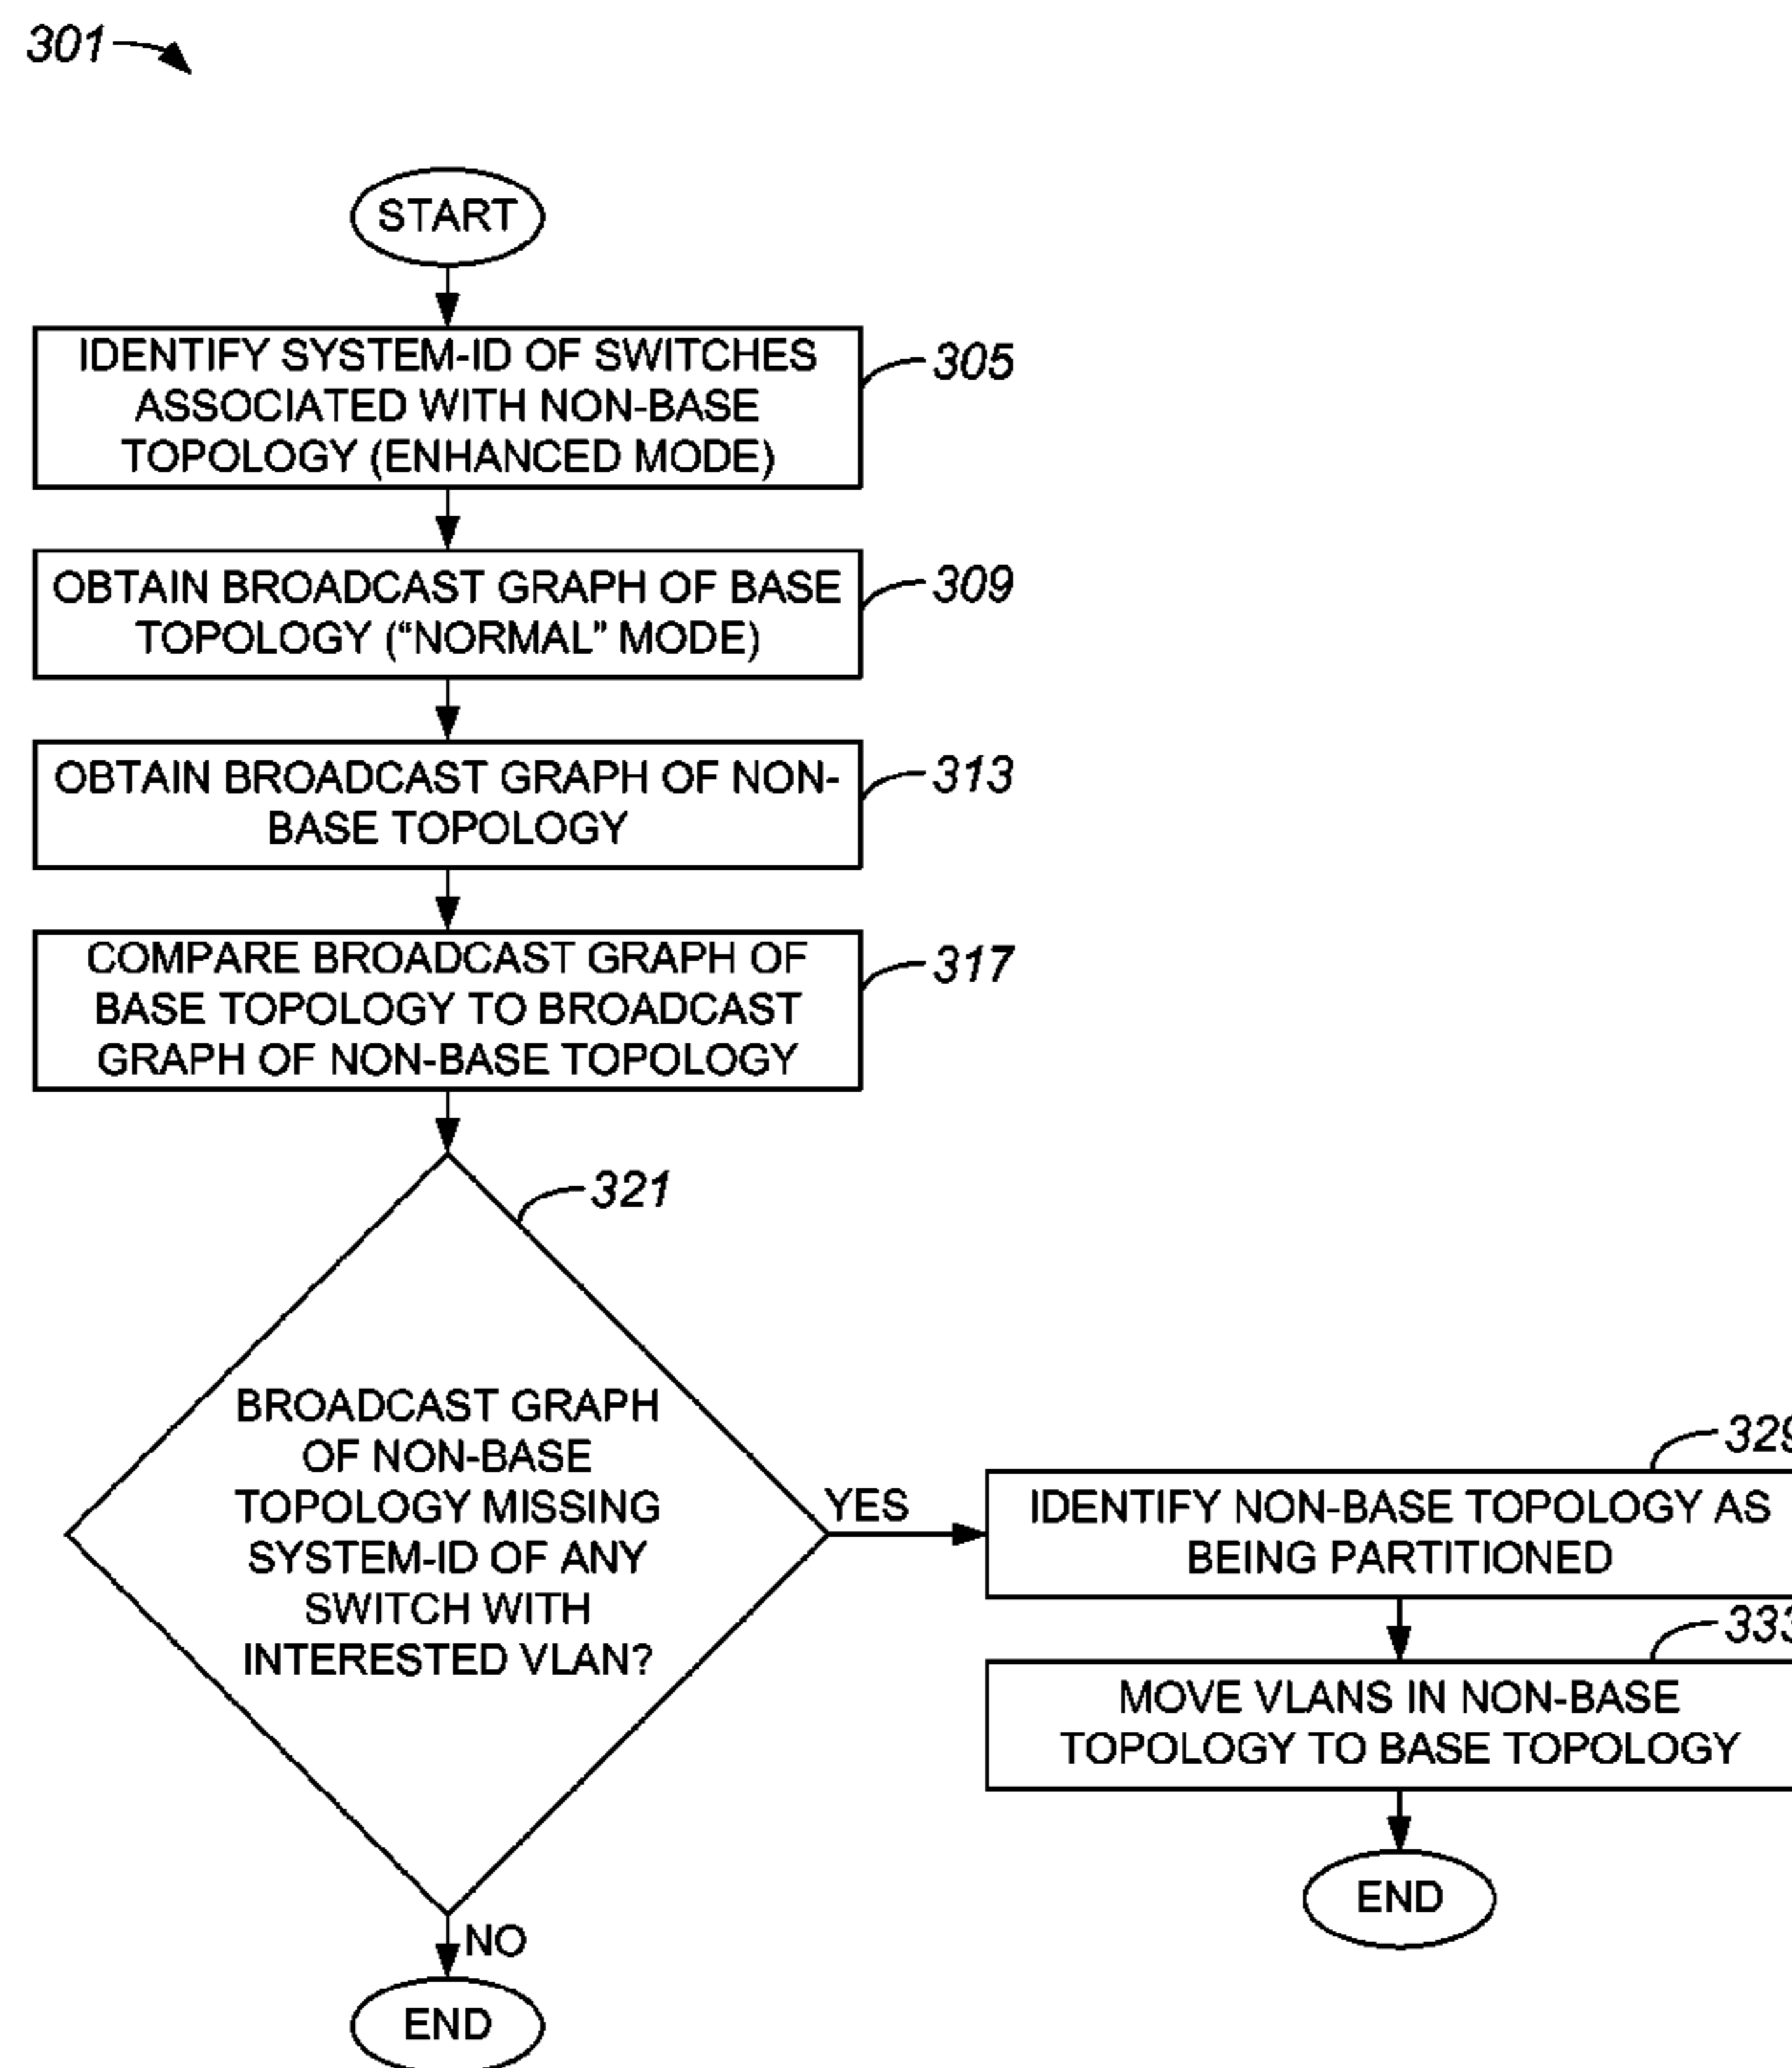 301
START
IDENTIFY SYSTEM-ID OF SWITCHES
ASSOCIATED WITH NON-BASE
TOPOLOGY (ENHANCED MODE)
305
OBTAIN BROADCAST GRAPH OF BASE
TOPOLOGY (“NORMAL” MODE)
309
OBTAIN BROADCAST GRAPH OF NON-
BASE TOPOLOGY
313
COMPARE BROADCAST GRAPH OF
BASE TOPOLOGY TO BROADCAST
GRAPH OF NON-BASE TOPOLOGY
317
321
BROADCAST GRAPH
OF NON-BASE
TOPOLOGY MISSING
SYSTEM-ID OF ANY
SWITCH WITH
INTERESTED VLAN?
YES
329
IDENTIFY NON-BASE TOPOLOGY AS
BEING PARTITIONED
333
MOVE VLANS IN NON-BASE
TOPOLOGY TO BASE TOPOLOGY
END
NO
END